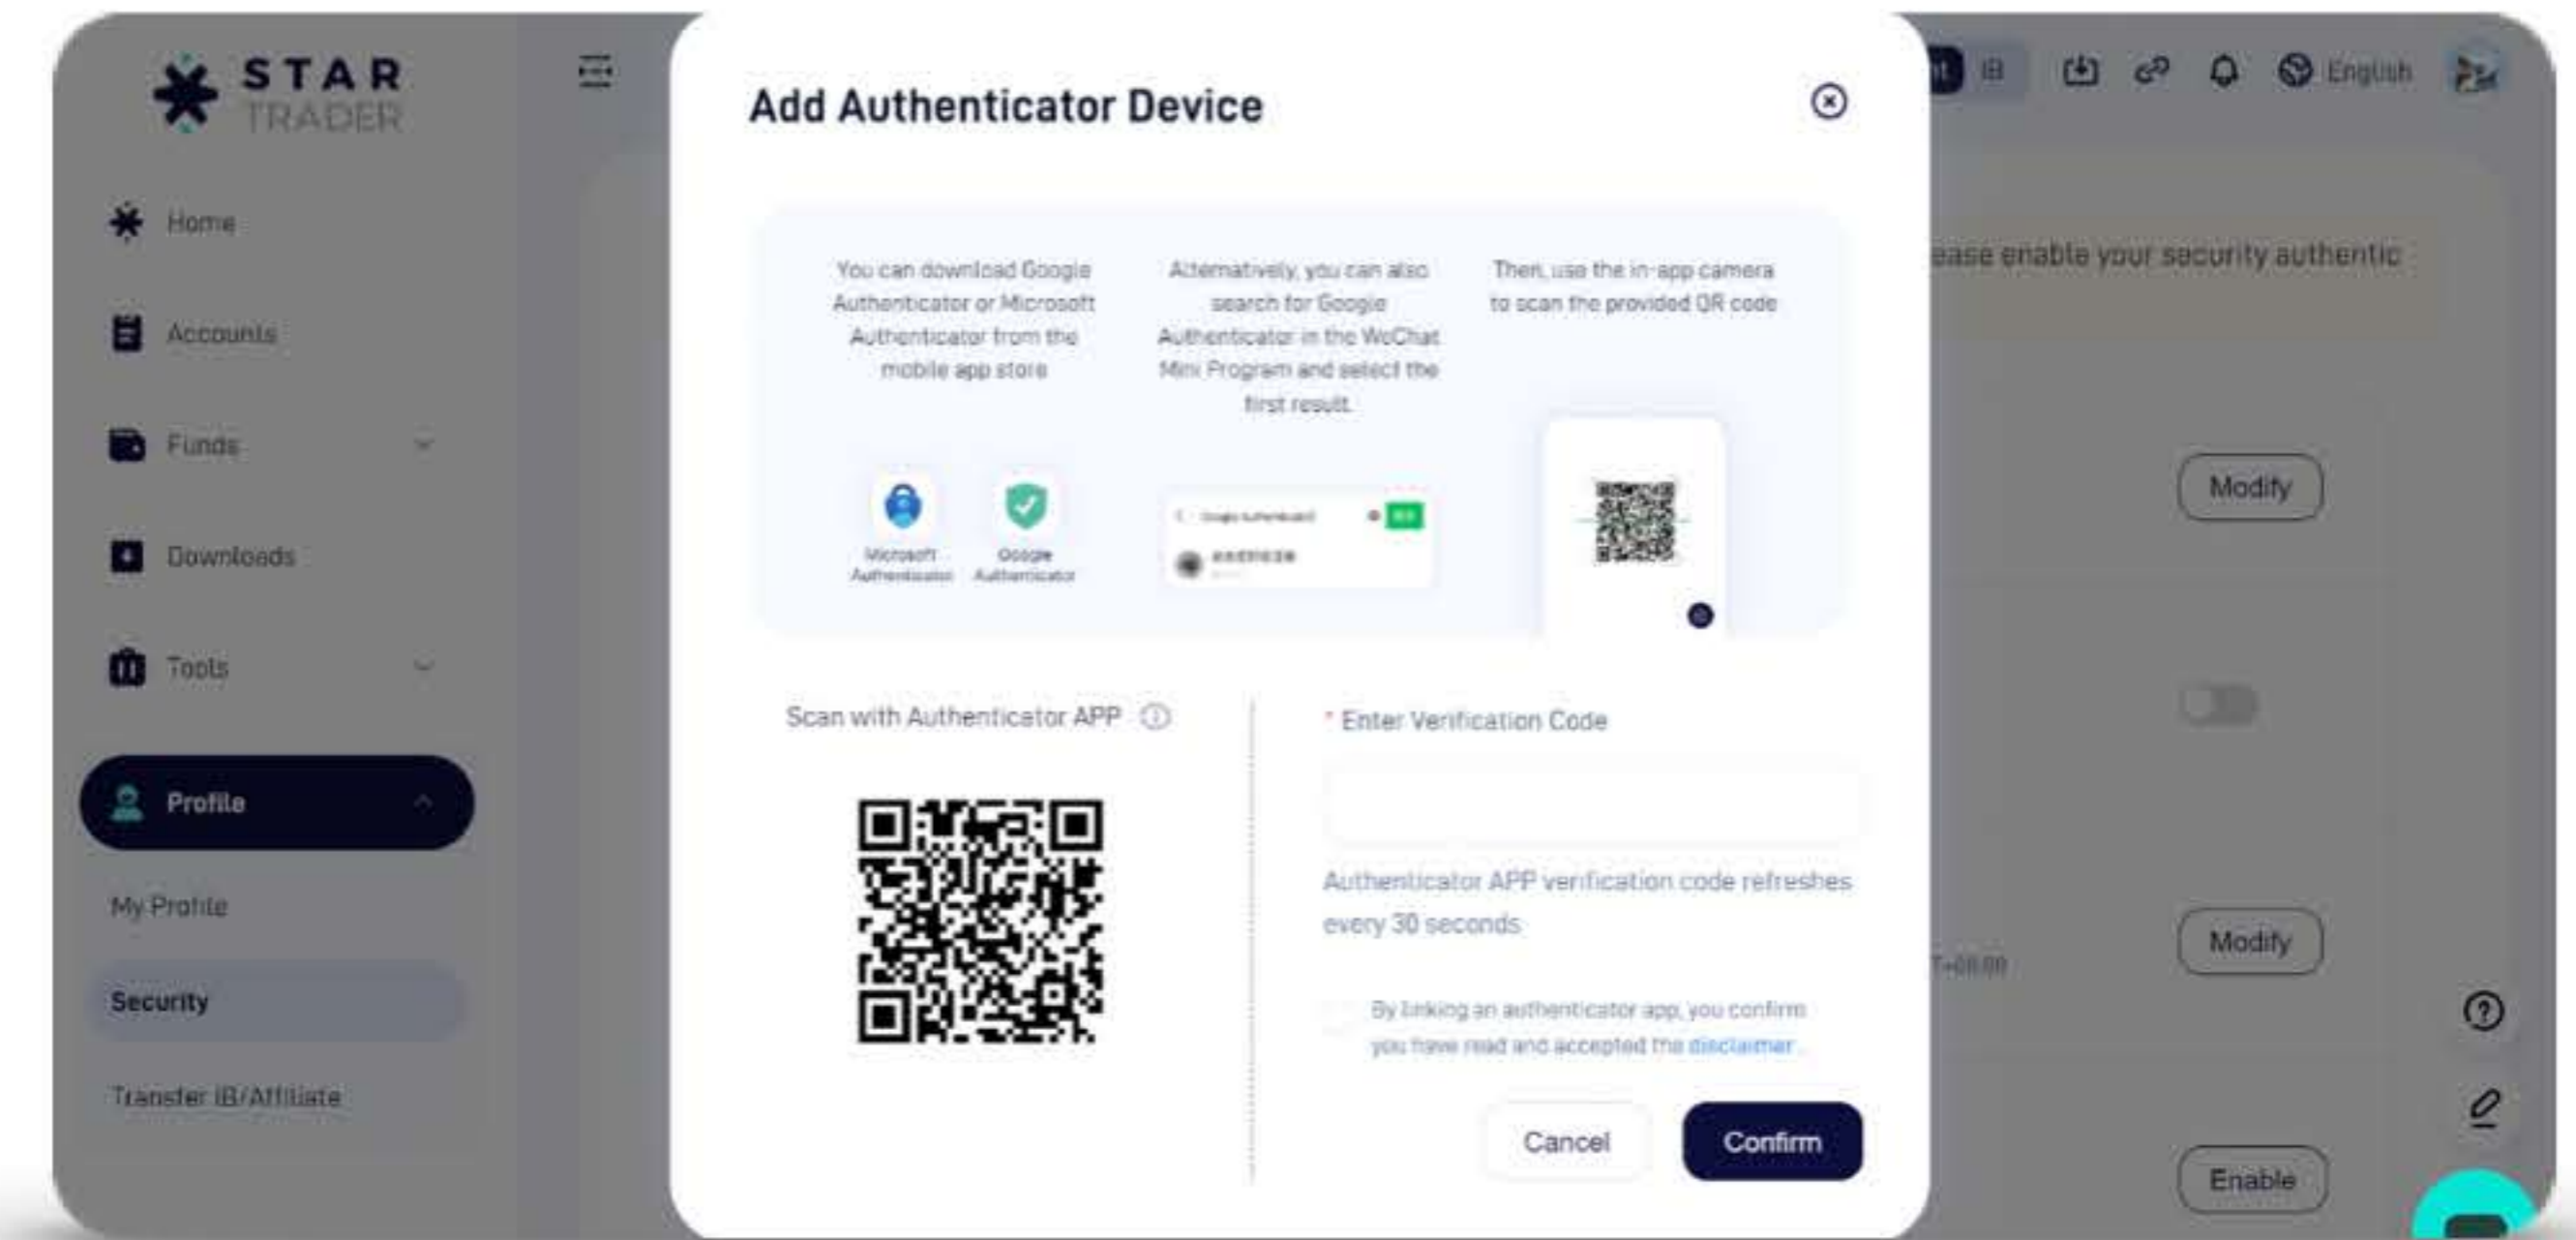 STAR
TRADER
English
Home
Accounts
Funds
Downloads
Tools
Profile
My Profile
Security
Transfer IB/Affiliate
Add Authenticator Device
You can download Google
Authenticator or Microsoft
Authenticator from the
mobile app store
Microsoft
Authenticator
Google
Authenticator
Alternatively, you can also
search for Google
Authenticator in the WeChat
Mini Program and select the
first result.
Then, use the in-app camera
to scan the provided QR code
Scan with Authenticator APP
* Enter Verification Code
Authenticator APP verification code refreshes
every 30 seconds
By linking an authenticator app, you confirm
you have read and accepted the disclaimer.
Cancel
Confirm
IB
ease enable your security authentic
Modify
Modify
Enable